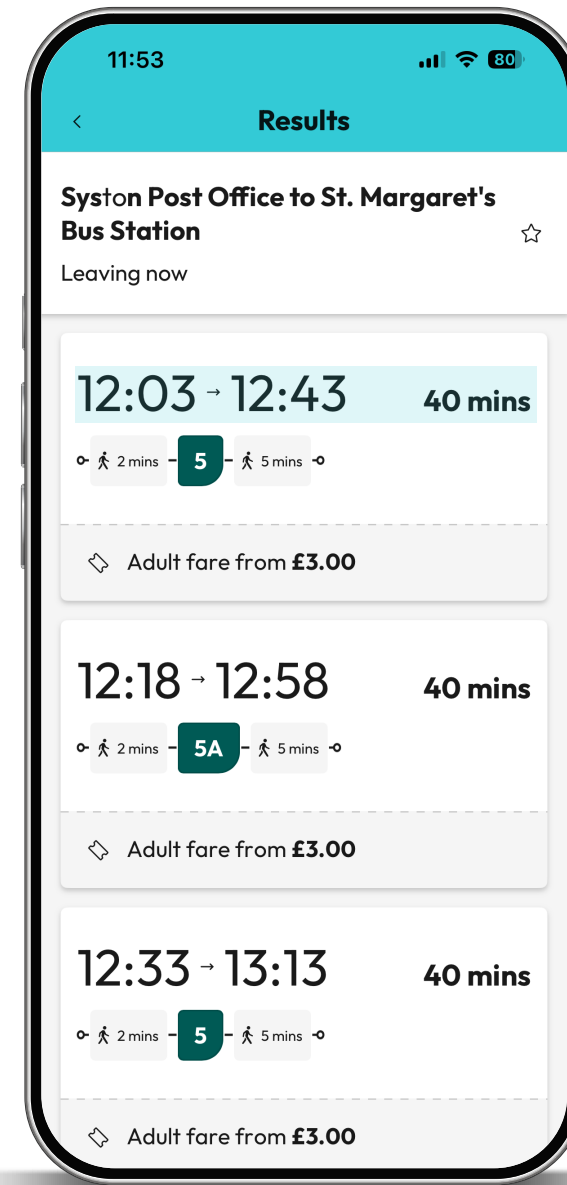 11:53
80
Results
Syston Post Office to St. Margaret's
Bus Station
Leaving now
12:03 → 12:43 40 mins
2 mins 5 5 mins
Adult fare from £3.00
12:18 → 12:58 40 mins
2 mins 5A 5 mins
Adult fare from £3.00
12:33 → 13:13 40 mins
2 mins 5 5 mins
Adult fare from £3.00